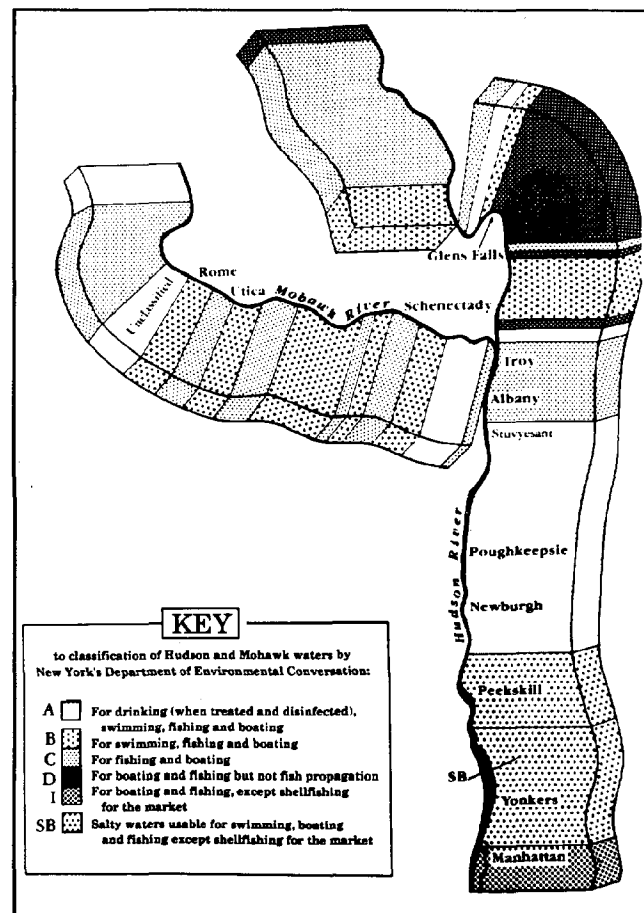 Glens Falls
Rome
Utica Mohawk River Schenectady
Unclassified
Troy
Albany
Stuyvesant
Hudson River
Poughkeepsie
Newburgh
Peekskill
SB
Yonkers
Manhattan
KEY
to classification of Hudson and Mohawk waters by
New York's Department of Environmental Conversation:
A For drinking (when treated and disinfected),
swimming, fishing and boating
B For swimming, fishing and boating
C For fishing and boating
D For boating and fishing but not fish propagation
I For boating and fishing, except shellfishing
for the market
SB Salty waters usable for swimming, boating
and fishing except shellfishing for the market